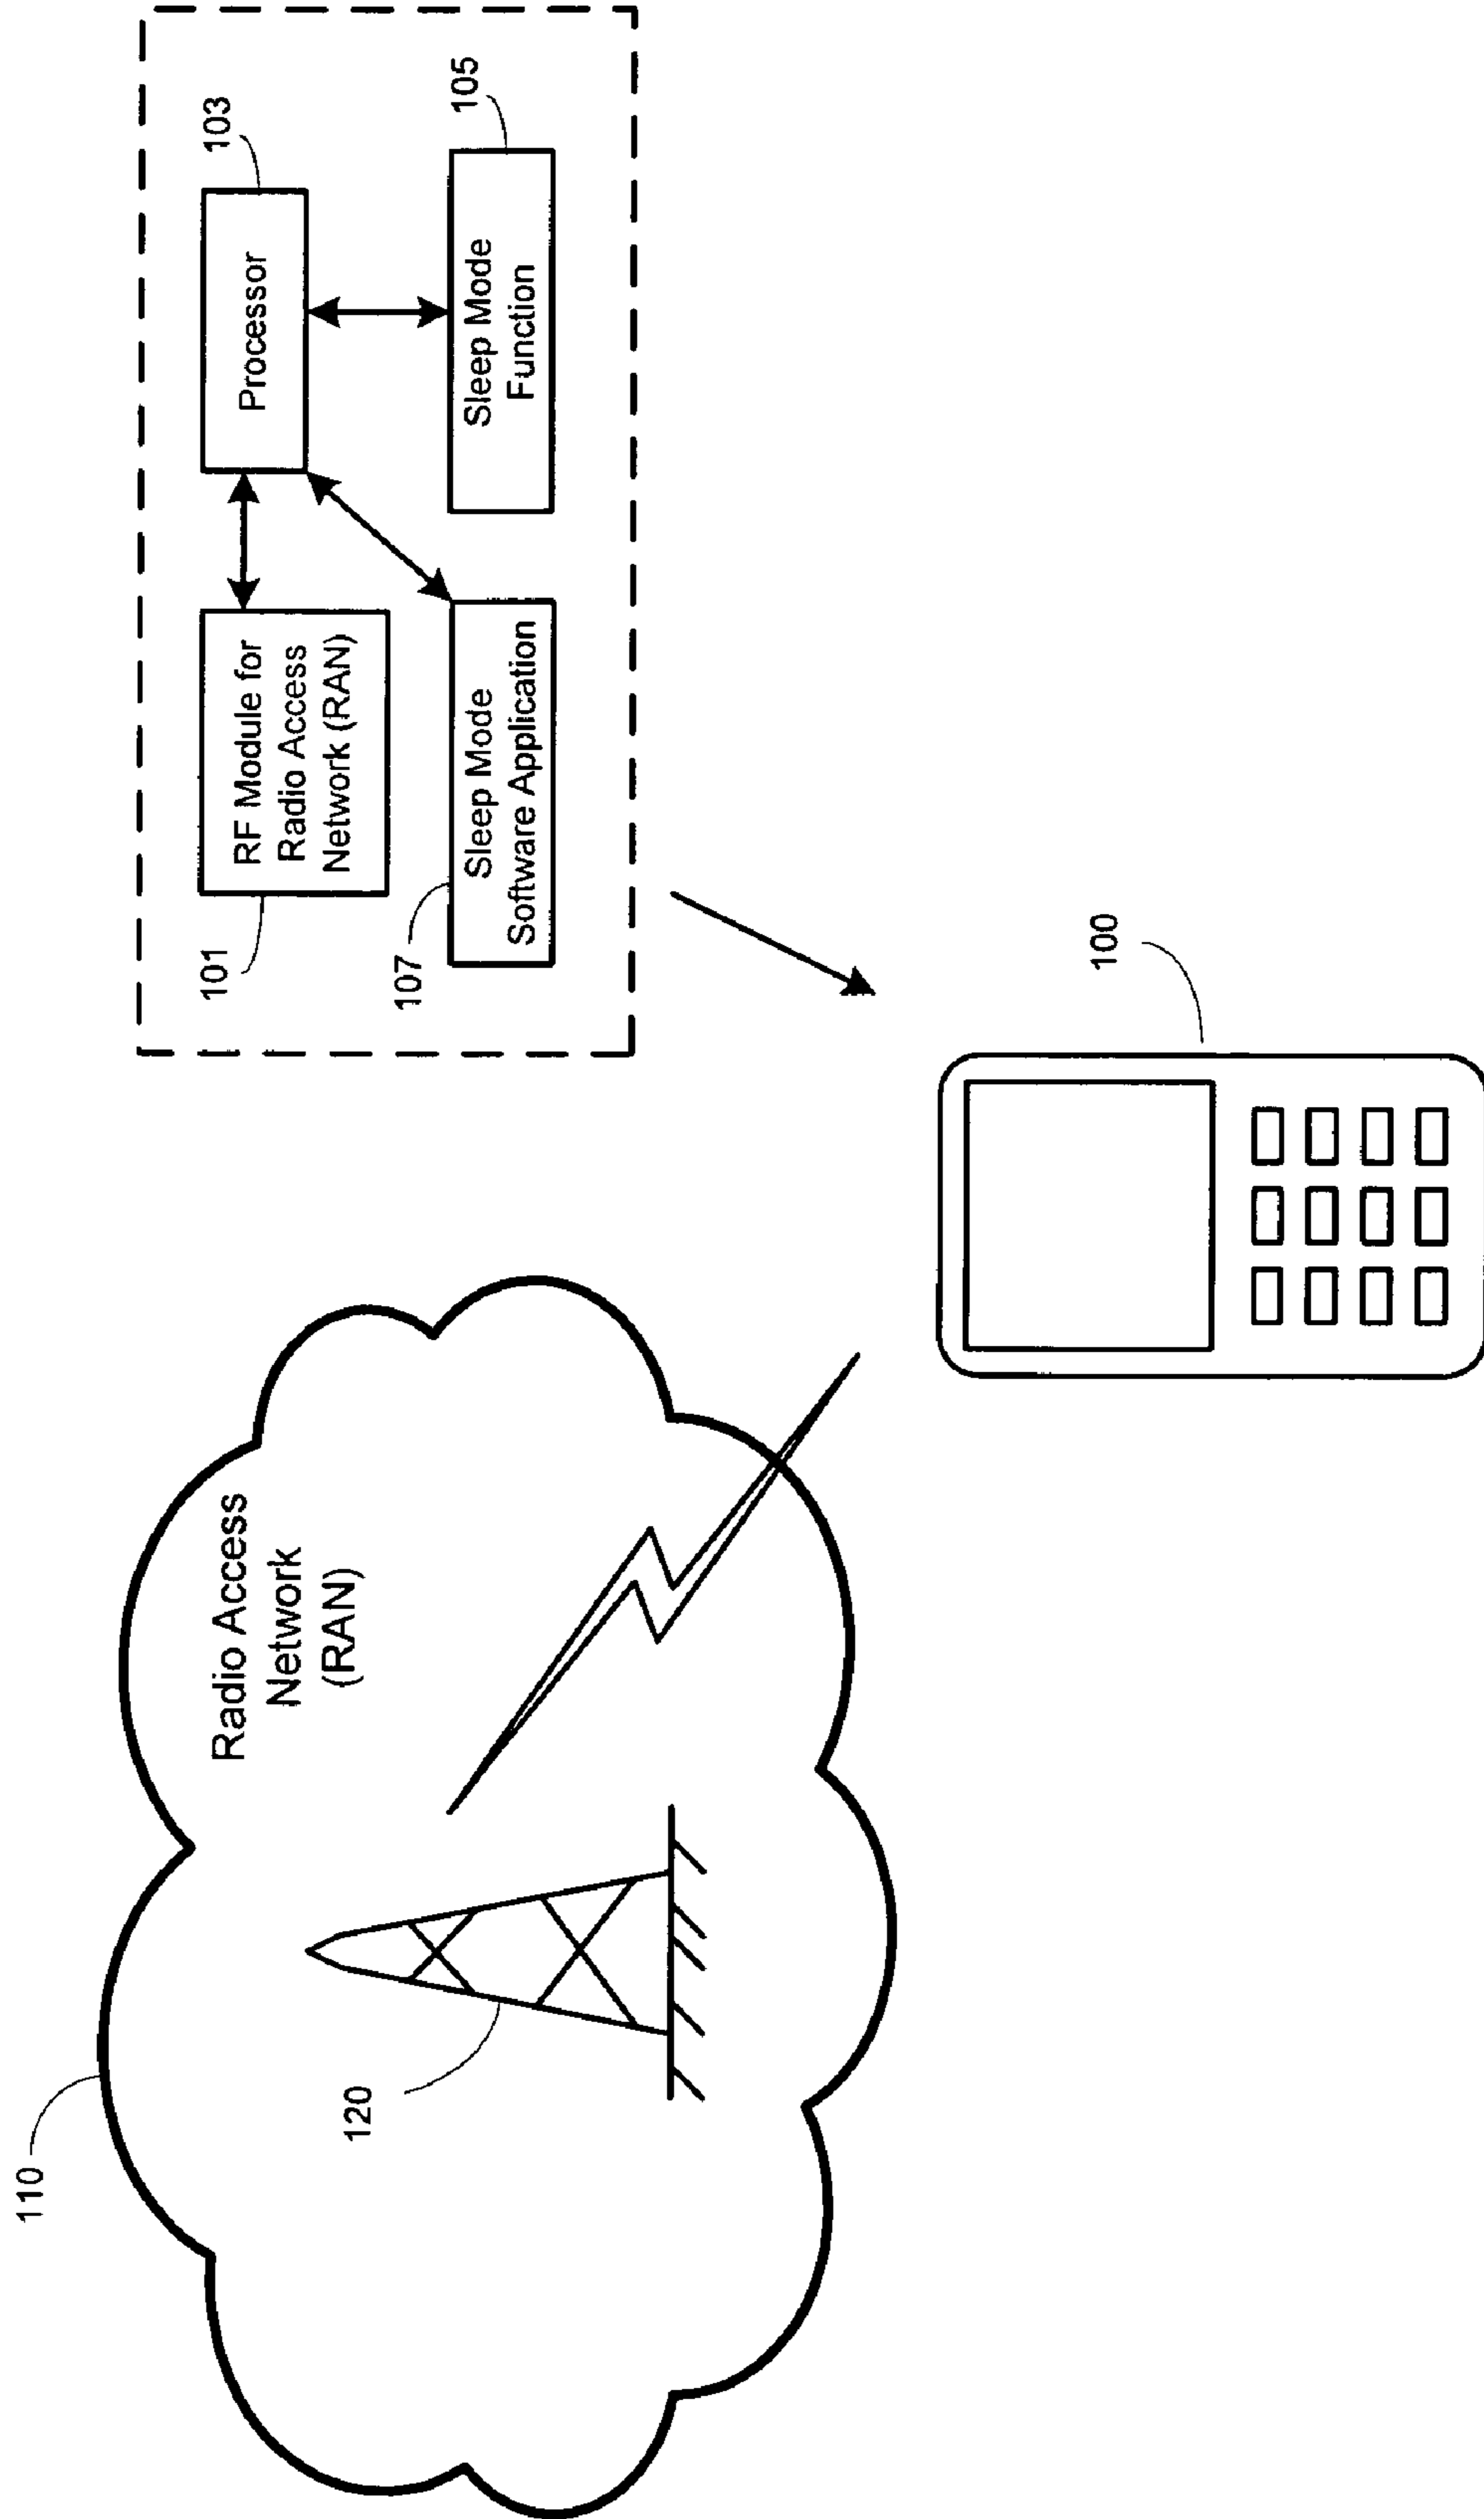 110
120
Radio Access
Network
(RAN)
101
RF Module for
Radio Access
Network (RAN)
103
Processor
107
Sleep Mode
Software Application
105
Sleep Mode
Function
100